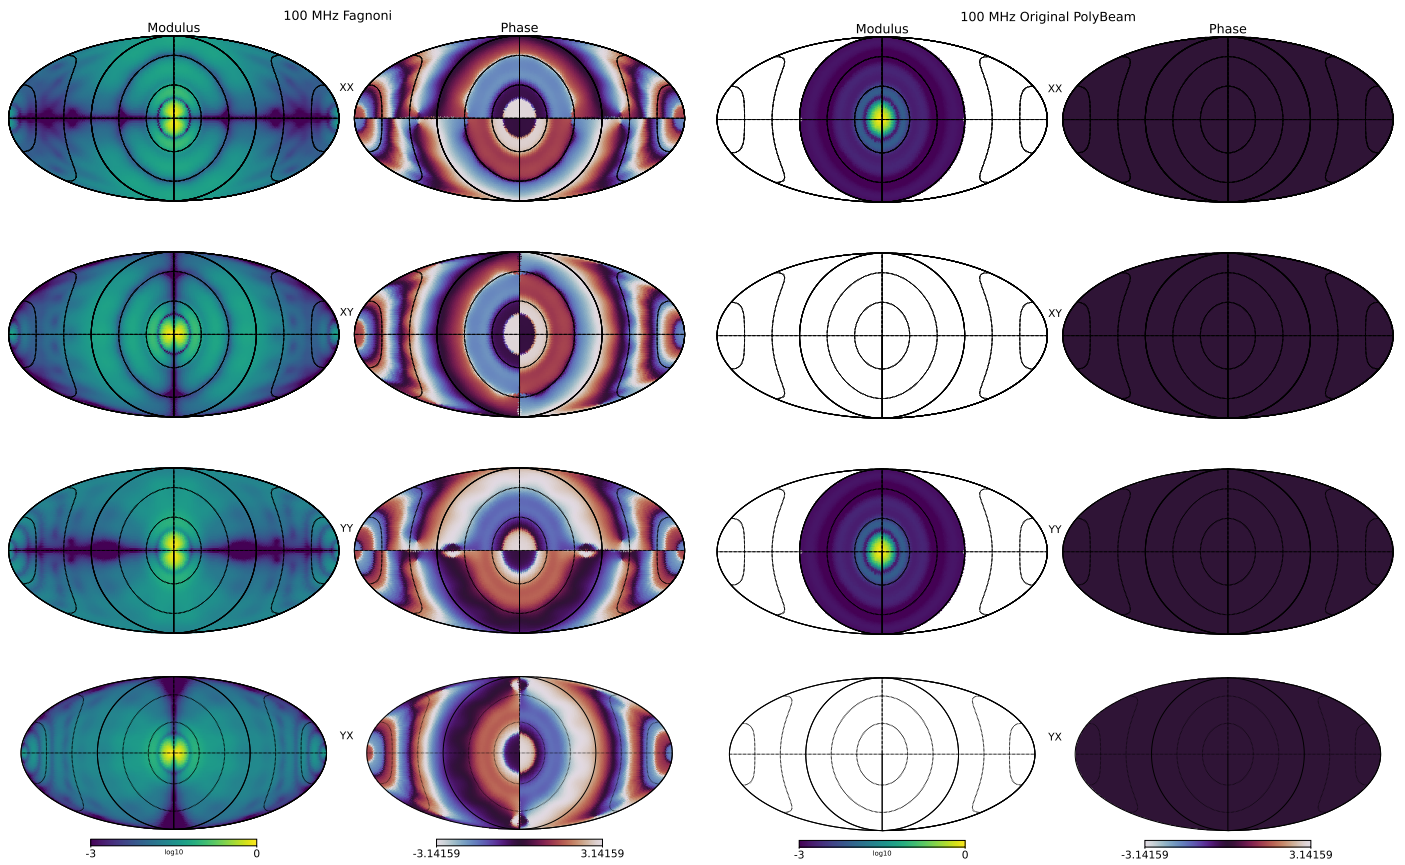 100 MHz Fagnoni
100 MHz Original PolyBeam
Modulus
Phase
Modulus
Phase
XX
XX
XY
XY
YY
YY
YX
YX
-3
log10
0
-3.14159
3.14159
-3
log10
0
-3.14159
3.14159